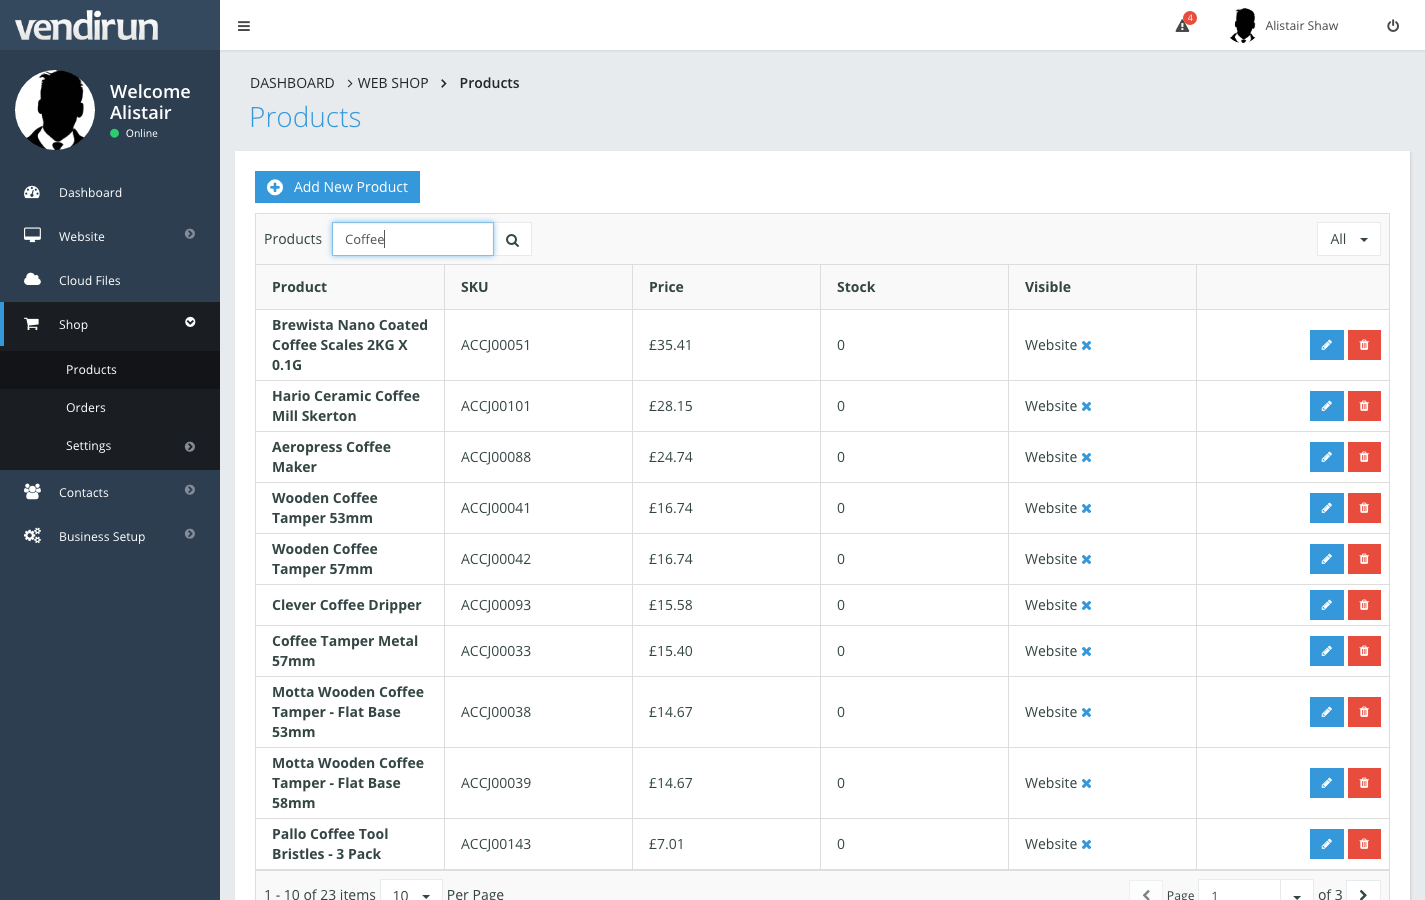 vendirun
4
Alistair Shaw
Welcome
Alistair
Online
Dashboard
Website
Cloud Files
Shop
Products
Orders
Settings
Contacts
Business Setup
DASHBOARD > WEB SHOP > Products
Products
Add New Product
Products Coffee All
Product SKU Price Stock Visible
Brewista Nano Coated
Coffee Scales 2KG X
0.1G
ACCJ00051 £35.41 0 Website
Hario Ceramic Coffee
Mill Skerton
ACCJ00101 £28.15 0 Website
Aeropress Coffee
Maker
ACCJ00088 £24.74 0 Website
Wooden Coffee
Tamper 53mm
ACCJ00041 £16.74 0 Website
Wooden Coffee
Tamper 57mm
ACCJ00042 £16.74 0 Website
Clever Coffee Dripper ACCJ00093 £15.58 0 Website
Coffee Tamper Metal
57mm
ACCJ00033 £15.40 0 Website
Motta Wooden Coffee
Tamper - Flat Base
53mm
ACCJ00038 £14.67 0 Website
Motta Wooden Coffee
Tamper - Flat Base
58mm
ACCJ00039 £14.67 0 Website
Pallo Coffee Tool
Bristles - 3 Pack
ACCJ00143 £7.01 0 Website
1 - 10 of 23 items 10 Per Page Page 1 of 3